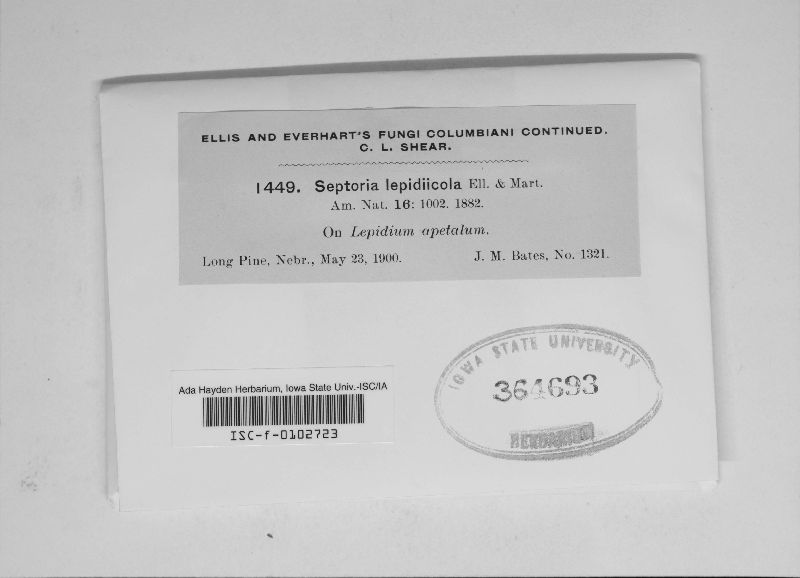 ELLIS AND EVERHART'S FUNGI COLUMBIANI CONTINUED.
C. L. SHEAR.
1449. Septoria lepidiicola Ell. & Mart.
Am. Nat. 16: 1002. 1882.
On Lepidium apetalum.
Long Pine, Nebr., May 23, 1900. J. M. Bates, No. 1321.
Ada Hayden Herbarium, Iowa State Univ.-ISC/IA
ISC-f-0102723
IOWA STATE UNIVERSITY
364693
HERBARIUM